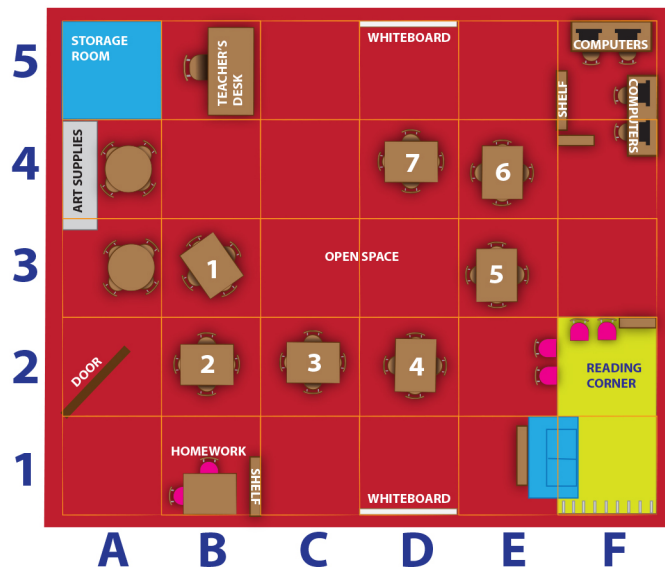 5
STORAGE
ROOM
TEACHER'S
DESK
WHITEBOARD
COMPUTERS
SHELF
COMPUTERS
4
ART SUPPLIES
7
6
3
1
OPEN SPACE
5
2
DOOR
2
3
4
READING
CORNER
1
HOMEWORK
SHELF
WHITEBOARD
A B C D E F